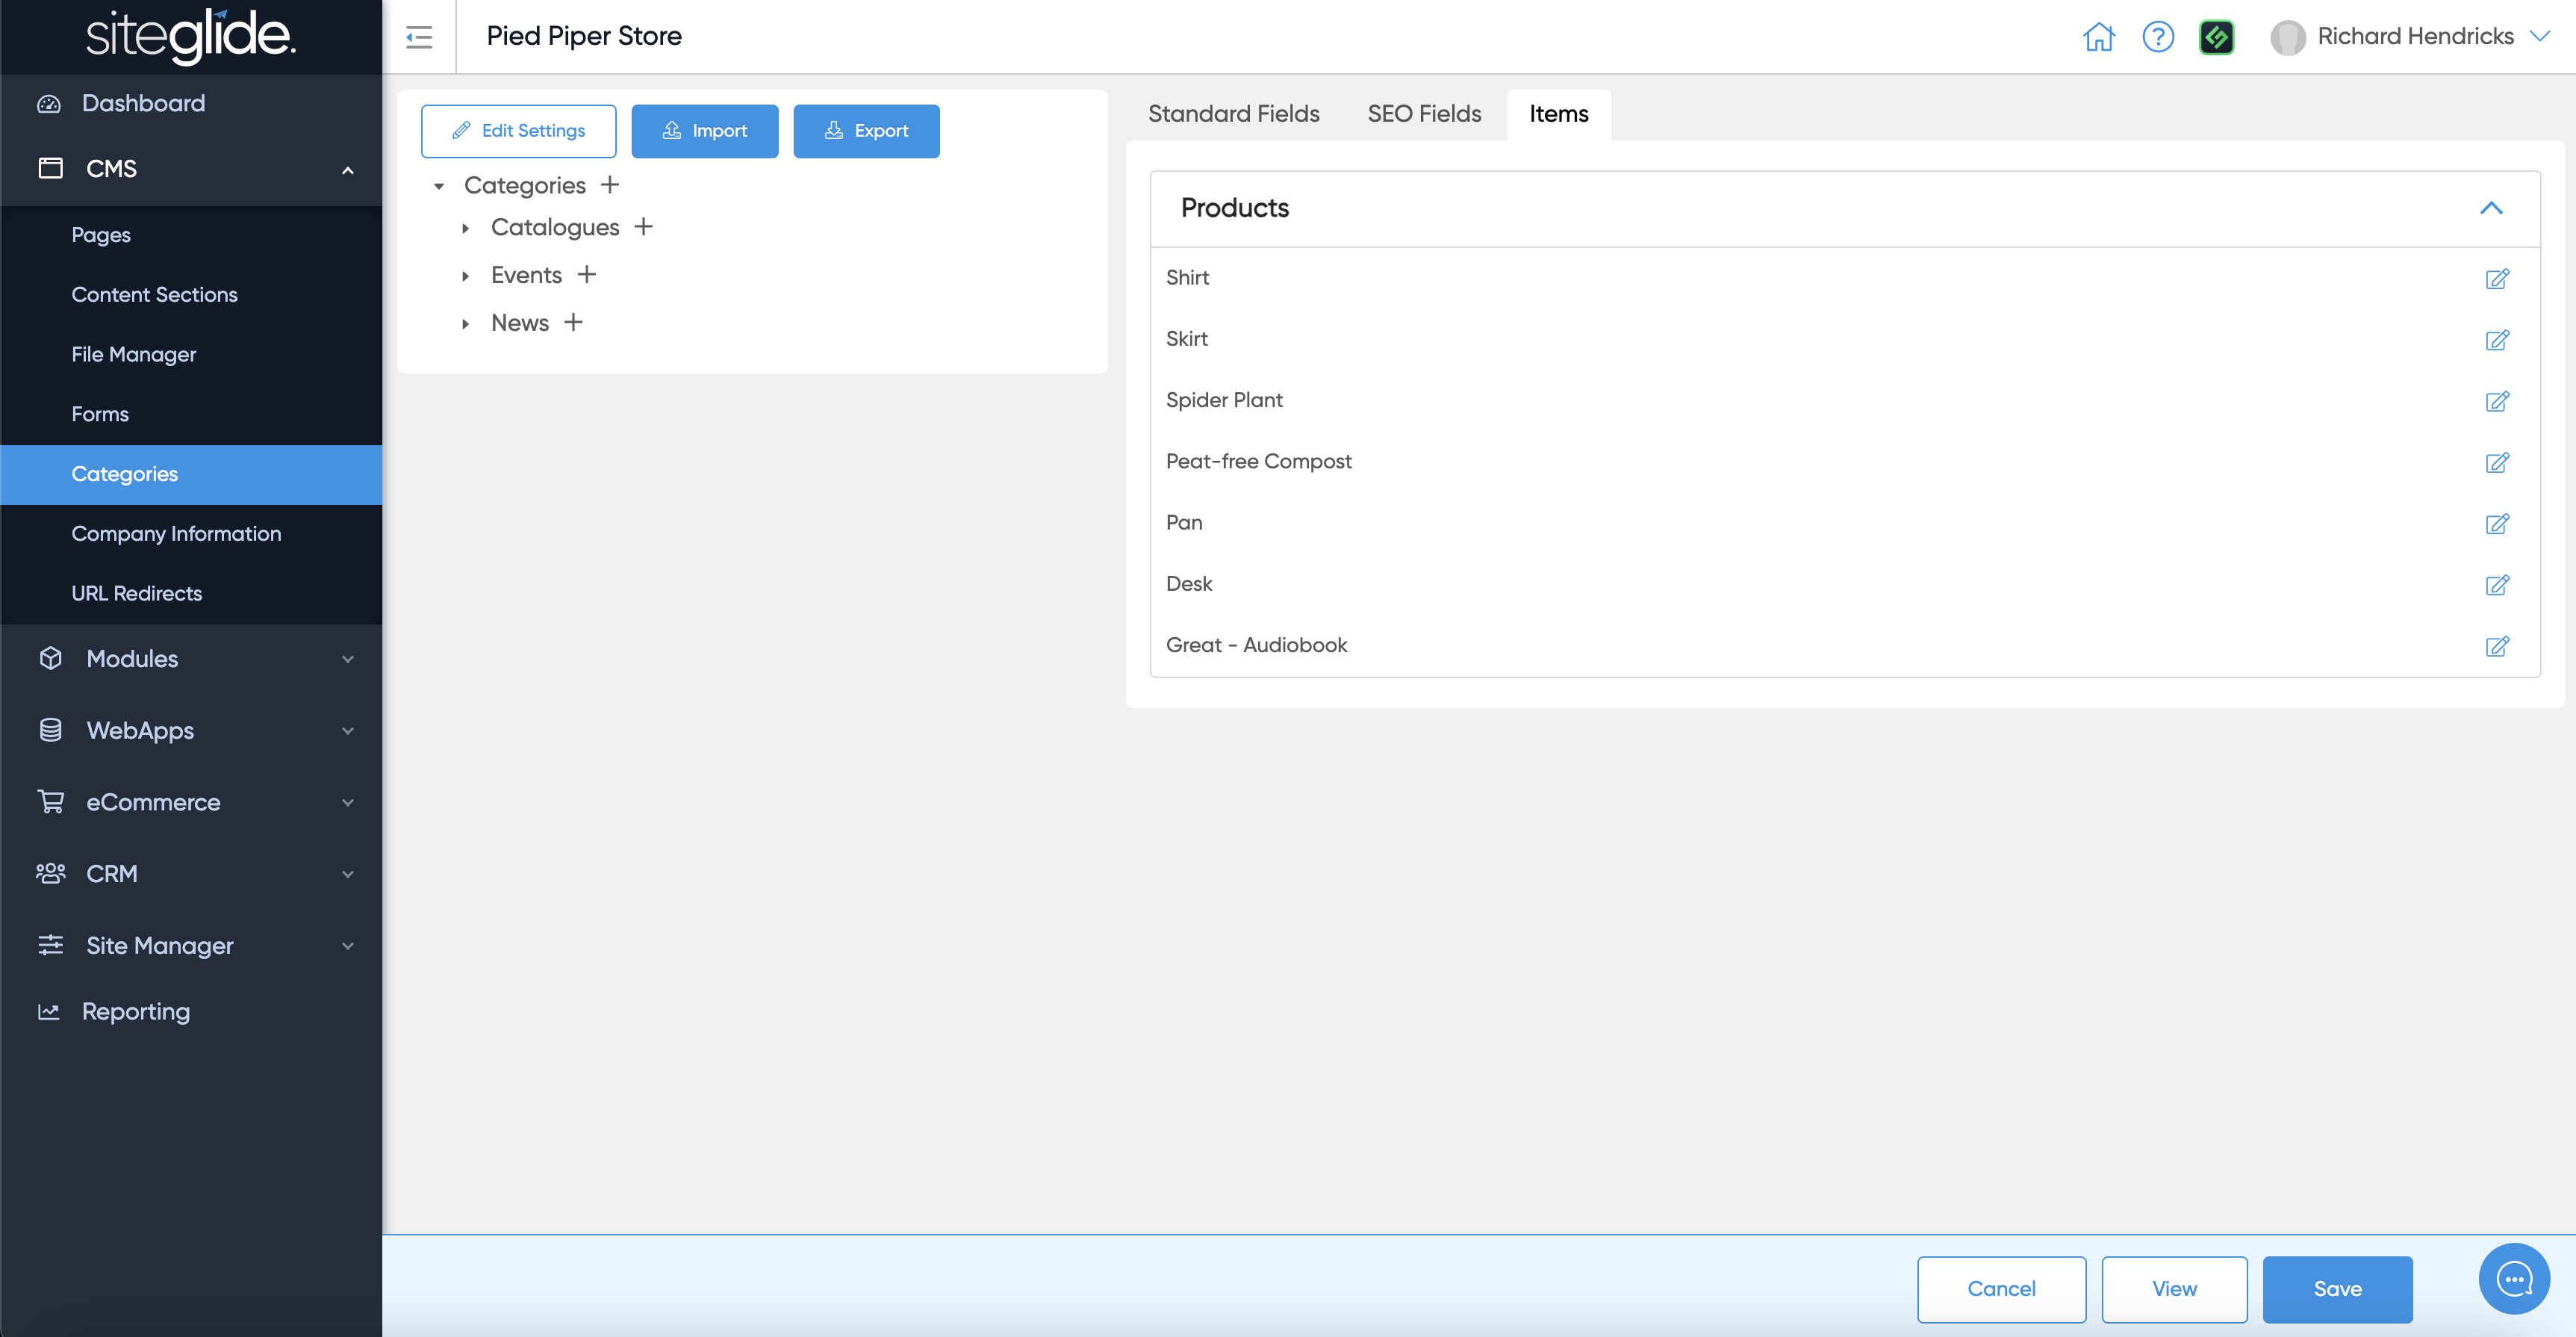 siteglide.
Pied Piper Store
Richard Hendricks
Dashboard
CMS
Pages
Content Sections
File Manager
Forms
Categories
Company Information
URL Redirects
Modules
WebApps
eCommerce
CRM
Site Manager
Reporting
Edit Settings
Import
Export
Categories
Catalogues
Events
News
Standard Fields
SEO Fields
Items
Products
Shirt
Skirt
Spider Plant
Peat-free Compost
Pan
Desk
Great - Audiobook
Cancel
View
Save